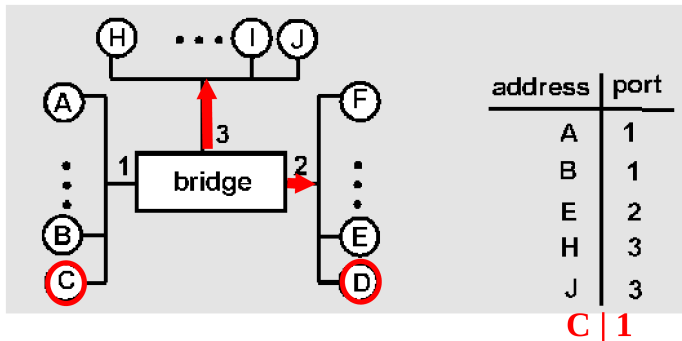 H ... I J
A
F
3
1
2
bridge
B
E
C
D
address | port
A 1
B 1
E 2
H 3
J 3
C | 1